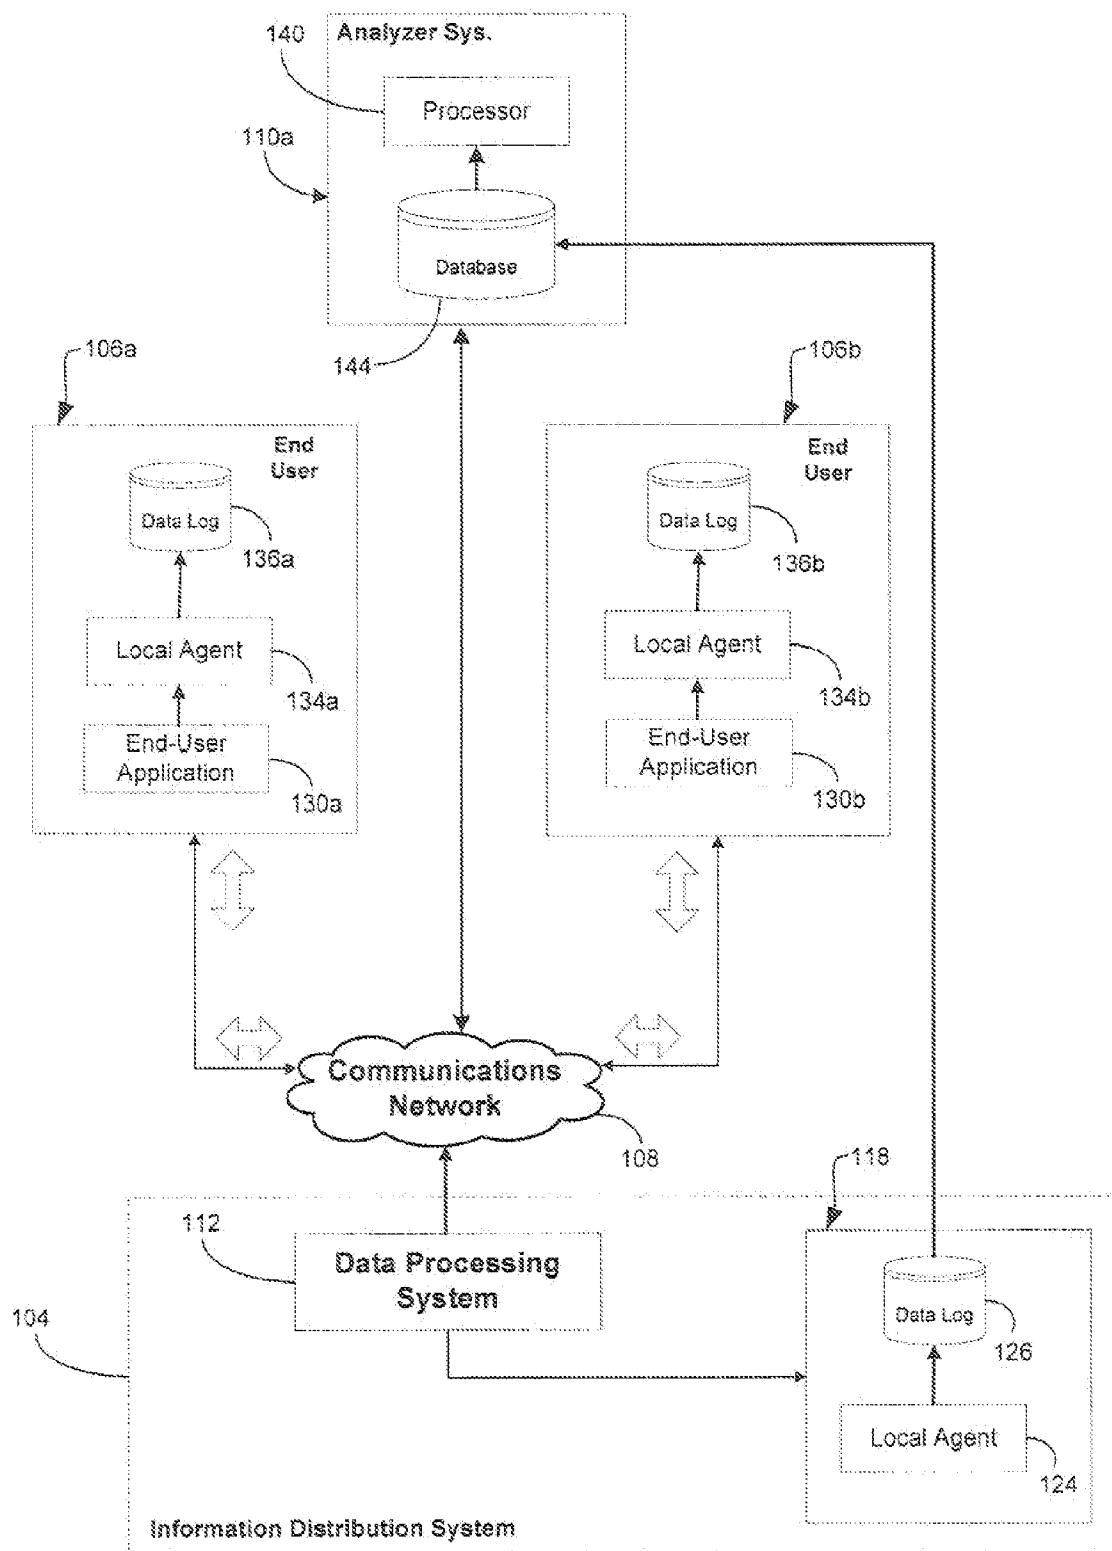 Analyzer Sys.
140
Processor
110a
Database
144
106a
106b
End
User
Data Log
136a
Local Agent
134a
End-User
Application
130a
End
User
Data Log
136b
Local Agent
134b
End-User
Application
130b
Communications
Network
108
118
112
Data Processing
System
104
Data Log
126
Local Agent
124
Information Distribution System